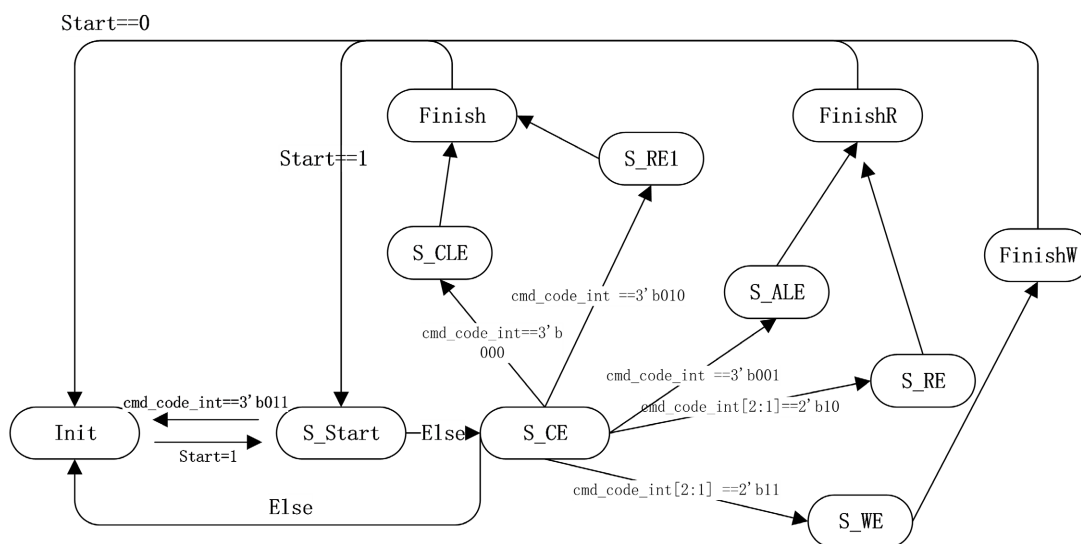 Start==0
Finish
FinishR
S_RE1
Start==1
S_CLE
FinishW
S_ALE
cmd_code_int ==3'b010
cmd_code_int==3'b
000
cmd_code_int ==3'b001
S_RE
cmd_code_int==3'b011
cmd_code_int[2:1]==2'b10
Init
S_Start
Else
S_CE
Start=1
cmd_code_int[2:1] ==2'b11
Else
S_WE